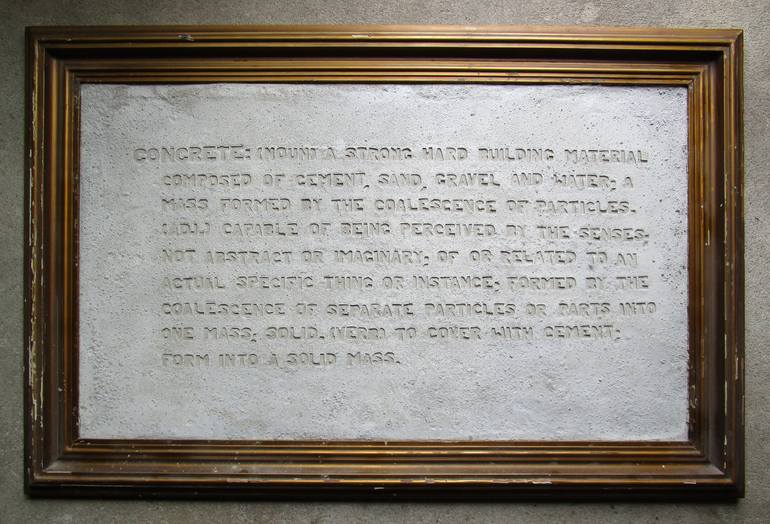 CONCRETE: (NOUN) A STRONG HARD BUILDING MATERIAL
COMPOSED OF CEMENT, SAND, GRAVEL AND WATER; A
MASS FORMED BY THE COALESCENCE OF PARTICLES.
(ADJ.) CAPABLE OF BEING PERCEIVED BY THE SENSES;
NOT ABSTRACT OR IMAGINARY; OF OR RELATED TO AN
ACTUAL SPECIFIC THING OR INSTANCE; FORMED BY THE
COALESCENCE OF SEPARATE PARTICLES OR PARTS INTO
ONE MASS; SOLID. (VERB) TO COVER WITH CEMENT;
FORM INTO A SOLID MASS.